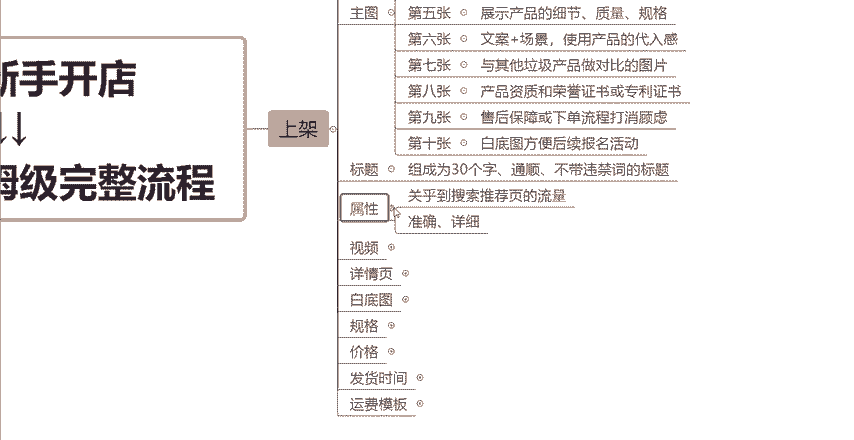 新手开店
↓↓
姆级完整流程
上架
主图 第五张 展示产品的细节、质量、规格
第六张 文案+场景，使用产品的代入感
第七张 与其他垃圾产品做对比的图片
第八张 产品资质和荣誉证书或专利证书
第九张 售后保障或下单流程打消顾虑
第十张 白底图方便后续报名活动
标题 组成为30个字、通顺、不带违禁词的标题
属性 关乎到搜索推荐页的流量
准确、详细
视频
详情页
白底图
规格
价格
发货时间
运费模板